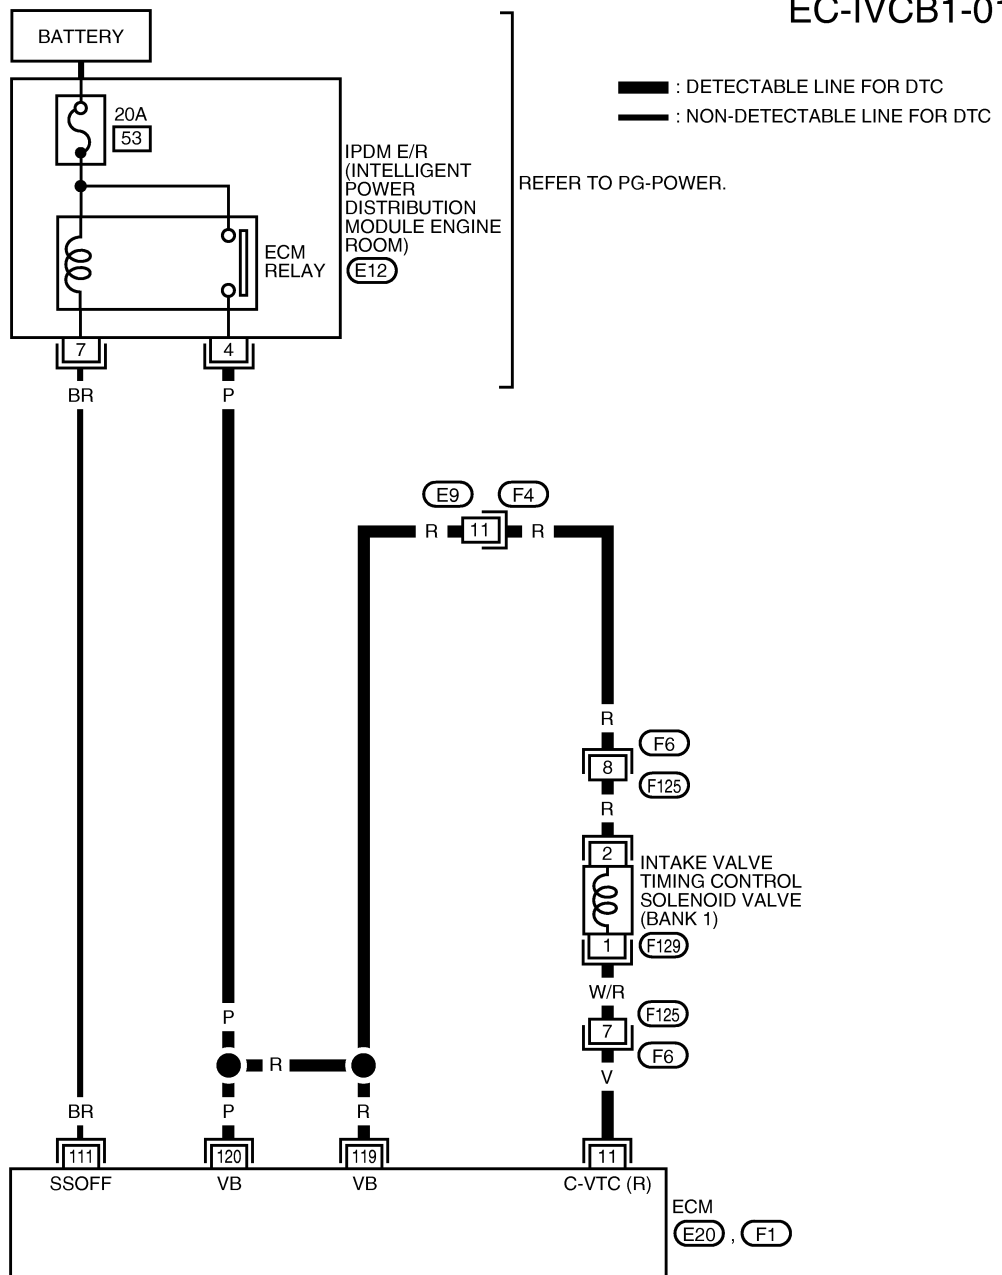 EC-IVCB1-01
BATTERY
: DETECTABLE LINE FOR DTC
: NON-DETECTABLE LINE FOR DTC
20A
53
IPDM E/R
(INTELLIGENT
POWER
DISTRIBUTION
MODULE ENGINE
ROOM)
E12
REFER TO PG-POWER.
ECM
RELAY
7
4
BR
P
E9
F4
R
11
R
R
F6
8
F125
R
2
INTAKE VALVE
TIMING CONTROL
SOLENOID VALVE
(BANK 1)
1
F129
W/R
P
F125
7
F6
R
V
BR
P
R
111
120
119
11
SSOFF
VB
VB
C-VTC (R)
ECM
E20 , F1